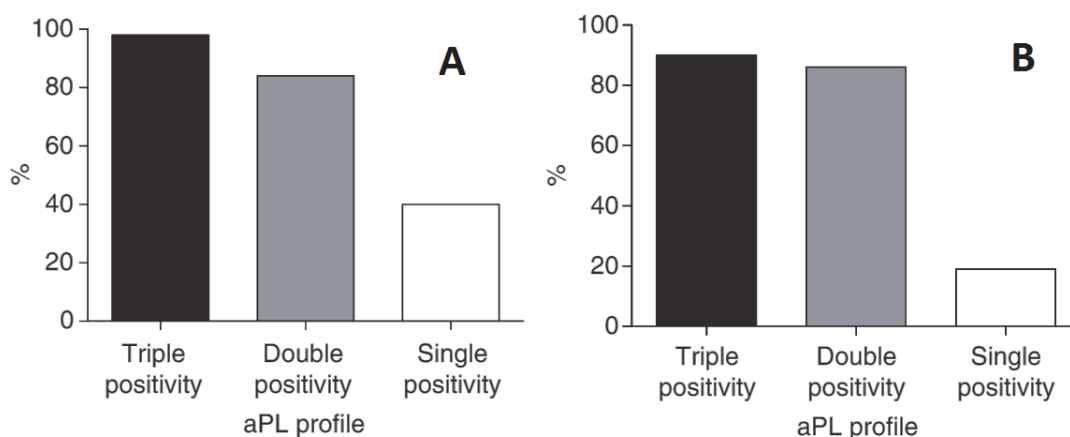 100
80
60
40
20
0
%
A
Triple positivity
Double positivity
Single positivity
aPL profile
100
80
60
40
20
0
%
B
Triple positivity
Double positivity
Single positivity
aPL profile